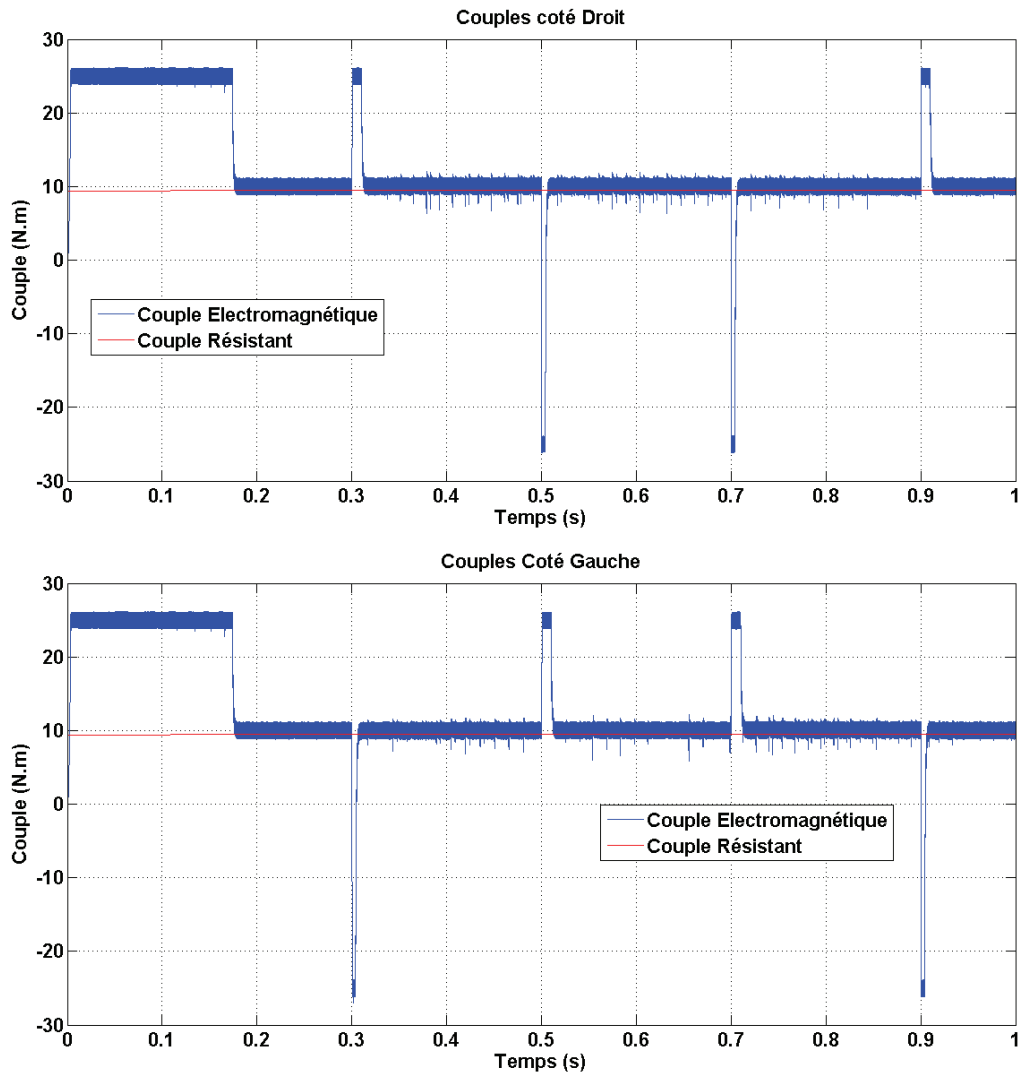 Couples coté Droit
30
20
10
0
-10
-20
-30
Couple (N.m)
Couple Electromagnétique
Couple Résistant
0 0.1 0.2 0.3 0.4 0.5 0.6 0.7 0.8 0.9 1
Temps (s)
Couples Coté Gauche
30
20
10
0
-10
-20
-30
Couple (N.m)
Couple Electromagnétique
Couple Résistant
0 0.1 0.2 0.3 0.4 0.5 0.6 0.7 0.8 0.9 1
Temps (s)